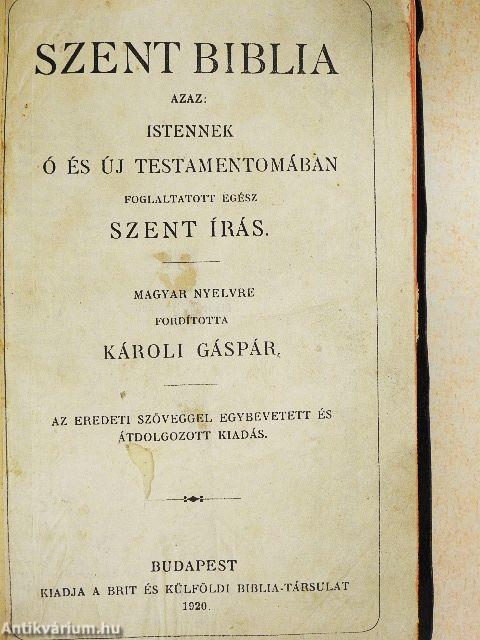 SZENT BIBLIA
AZAZ:
ISTENNEK
Ó ÉS ÚJ TESTAMENTOMÁBAN
FOGLALTATOTT EGÉSZ
SZENT ÍRÁS.
MAGYAR NYELVRE
FORDÍTOTTA
KÁROLI GÁSPÁR.
AZ EREDETI SZÖVEGGEL EGYBEVETETT ÉS
ÁTDOLGOZOTT KIADÁS.
BUDAPEST
KIADJA A BRIT ÉS KÜLFÖLDI BIBLIA-TÁRSULAT
1920.
Antikvárium.hu